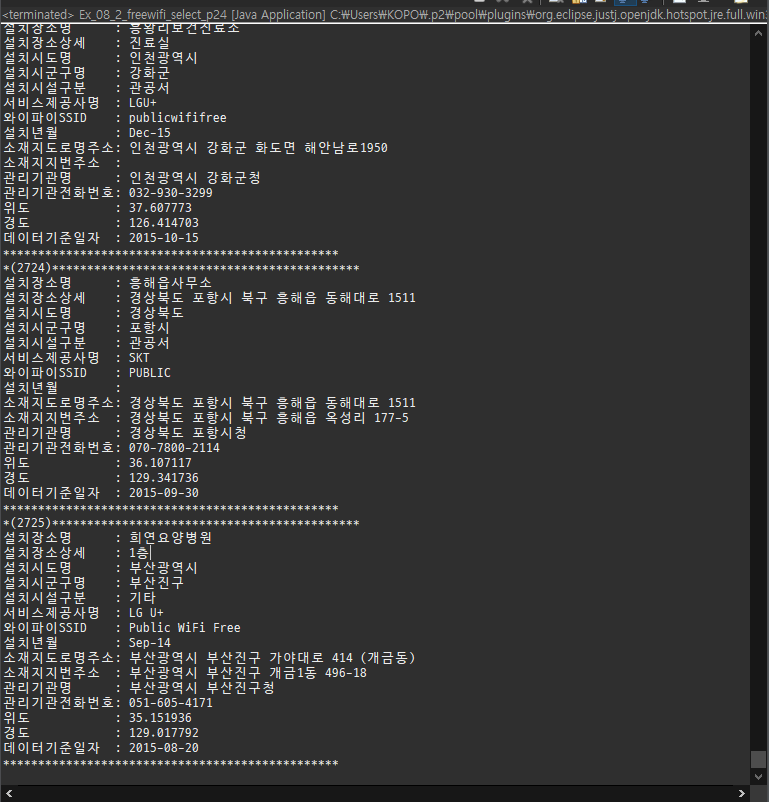 <terminated> Ex_08_2_freewifi_select_p24 [Java Application] C:₩Users₩KOPO₩.p2₩pool₩plugins₩org.eclipse.justj.openjdk.hotspot.jre.full.win
설치장소명 : 흥왕리보건진료소
설치장소상세 : 진료실
설치시도명 : 인천광역시
설치시군구명 : 강화군
설치시설구분 : 관공서
서비스제공사명 : LGU+
와이파이SSID : publicwififree
설치년월 : Dec-15
소재지도로명주소: 인천광역시 강화군 화도면 해안남로1950
소재지지번주소 :
관리기관명 : 인천광역시 강화군청
관리기관전화번호: 032-930-3299
위도 : 37.607773
경도 : 126.414703
데이터기준일자 : 2015-10-15
************************************************
*(2724)********************************************
설치장소명 : 흥해읍사무소
설치장소상세 : 경상북도 포항시 북구 흥해읍 동해대로 1511
설치시도명 : 경상북도
설치시군구명 : 포항시
설치시설구분 : 관공서
서비스제공사명 : SKT
와이파이SSID : PUBLIC
설치년월 :
소재지도로명주소: 경상북도 포항시 북구 흥해읍 동해대로 1511
소재지지번주소 : 경상북도 포항시 북구 흥해읍 옥성리 177-5
관리기관명 : 경상북도 포항시청
관리기관전화번호: 070-7800-2114
위도 : 36.107117
경도 : 129.341736
데이터기준일자 : 2015-09-30
************************************************
*(2725)********************************************
설치장소명 : 희연요양병원
설치장소상세 : 1층
설치시도명 : 부산광역시
설치시군구명 : 부산진구
설치시설구분 : 기타
서비스제공사명 : LG U+
와이파이SSID : Public WiFi Free
설치년월 : Sep-14
소재지도로명주소: 부산광역시 부산진구 가야대로 414 (개금동)
소재지지번주소 : 부산광역시 부산진구 개금1동 496-18
관리기관명 : 부산광역시 부산진구청
관리기관전화번호: 051-605-4171
위도 : 35.151936
경도 : 129.017792
데이터기준일자 : 2015-08-20
************************************************